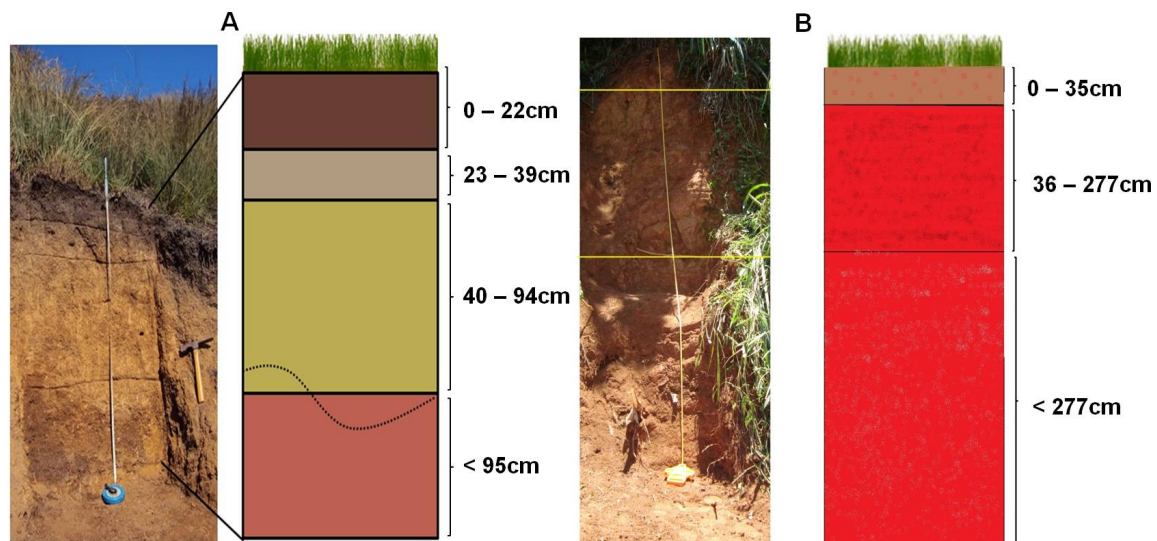 A
0 – 22cm
23 – 39cm
40 – 94cm
< 95cm
B
0 – 35cm
36 – 277cm
< 277cm